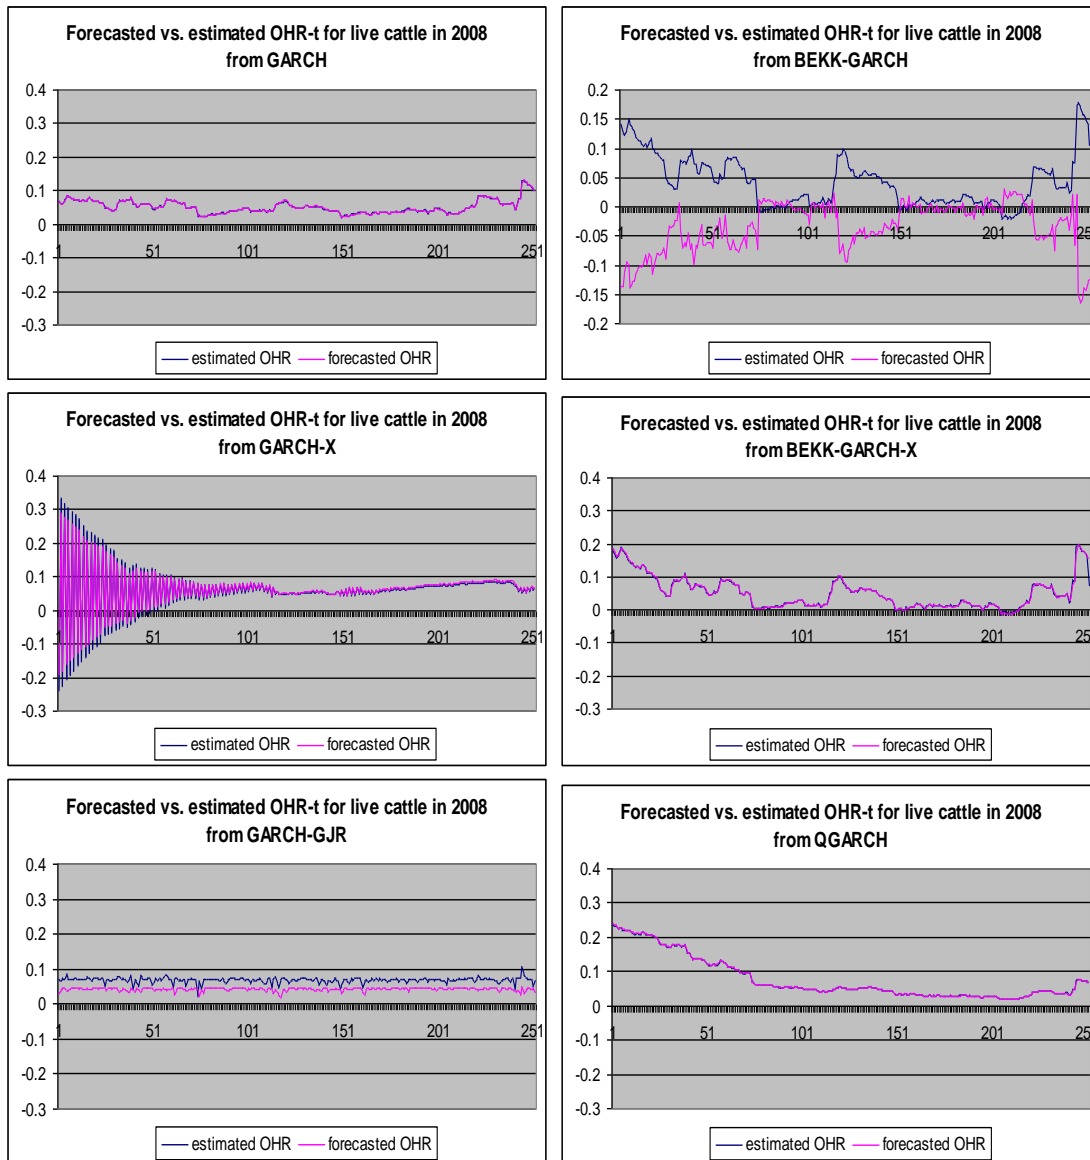 Forecasted vs. estimated OHR-t for live cattle in 2008
from GARCH
0.4
0.3
0.2
0.1
0
-0.1
-0.2
-0.3
1 51 101 151 201 251
estimated OHR forecasted OHR
Forecasted vs. estimated OHR-t for live cattle in 2008
from BEKK-GARCH
0.2
0.15
0.1
0.05
0
-0.05
-0.1
-0.15
-0.2
1 51 101 151 201 25
estimated OHR forecasted OHR
Forecasted vs. estimated OHR-t for live cattle in 2008
from GARCH-X
0.4
0.3
0.2
0.1
0
-0.1
-0.2
-0.3
1 51 101 151 201 251
estimated OHR forecasted OHR
Forecasted vs. estimated OHR-t for live cattle in 2008
from BEKK-GARCH-X
0.4
0.3
0.2
0.1
0
-0.1
-0.2
-0.3
1 51 101 151 201 25
estimated OHR forecasted OHR
Forecasted vs. estimated OHR-t for live cattle in 2008
from GARCH-GJR
0.4
0.3
0.2
0.1
0
-0.1
-0.2
-0.3
1 51 101 151 201 251
estimated OHR forecasted OHR
Forecasted vs. estimated OHR-t for live cattle in 2008
from QGARCH
0.4
0.3
0.2
0.1
0
-0.1
-0.2
-0.3
1 51 101 151 201 25
estimated OHR forecasted OHR